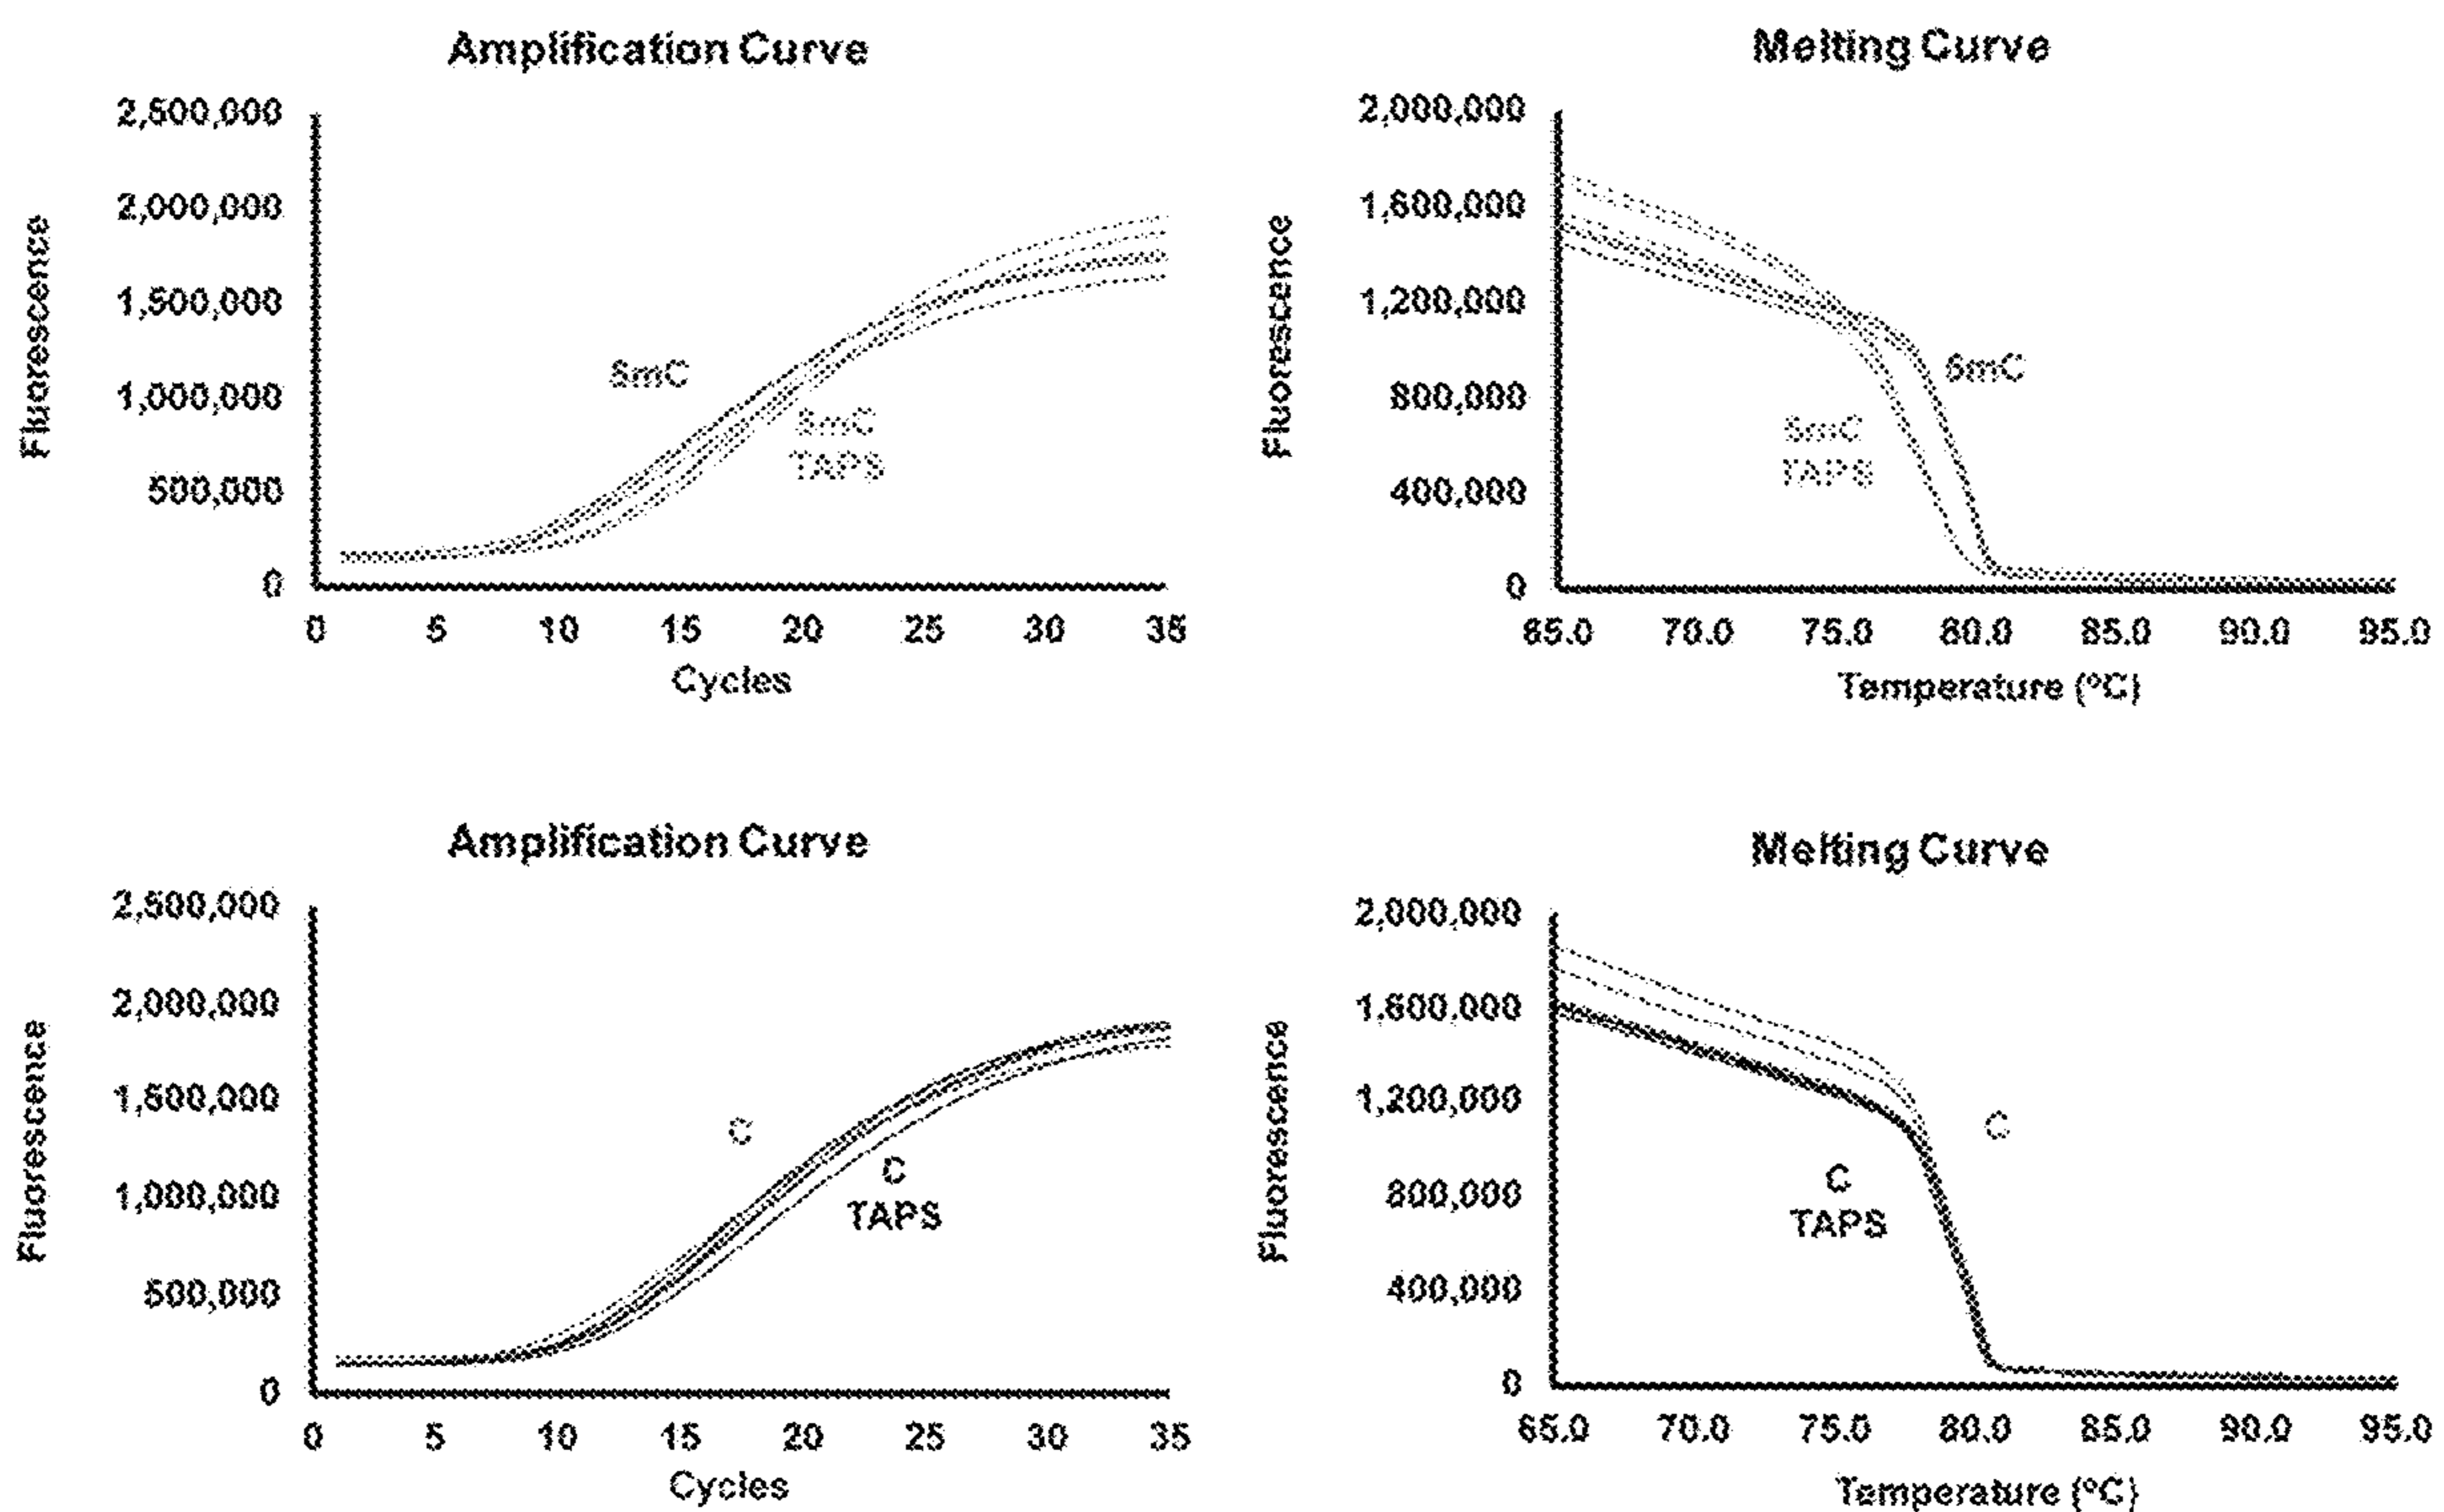 Amplification Curve
2,500,000
2,000,000
1,500,000
1,000,000
500,000
0
Fluorescence
5mC
5mC
TAPS
0 5 10 15 20 25 30 35
Cycles
Melting Curve
2,000,000
1,600,000
1,200,000
800,000
400,000
0
Fluorescence
5mC
5mC
TAPS
65.0 70.0 75.0 80.0 85.0 90.0 95.0
Temperature (ºC)
Amplification Curve
2,500,000
2,000,000
1,500,000
1,000,000
500,000
0
Fluorescence
C
C
TAPS
0 5 10 15 20 25 30 35
Cycles
Melting Curve
2,000,000
1,600,000
1,200,000
800,000
400,000
0
Fluorescence
C
C
TAPS
65.0 70.0 75.0 80.0 85.0 90.0 95.0
Temperature (ºC)